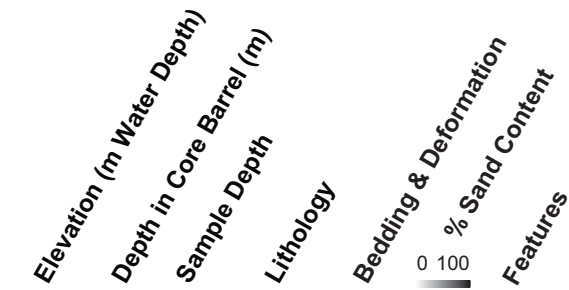 Elevation (m Water Depth)
Depth in Core Barrel (m)
Sample Depth
Lithology
Bedding & Deformation
% Sand Content
0 100
Features